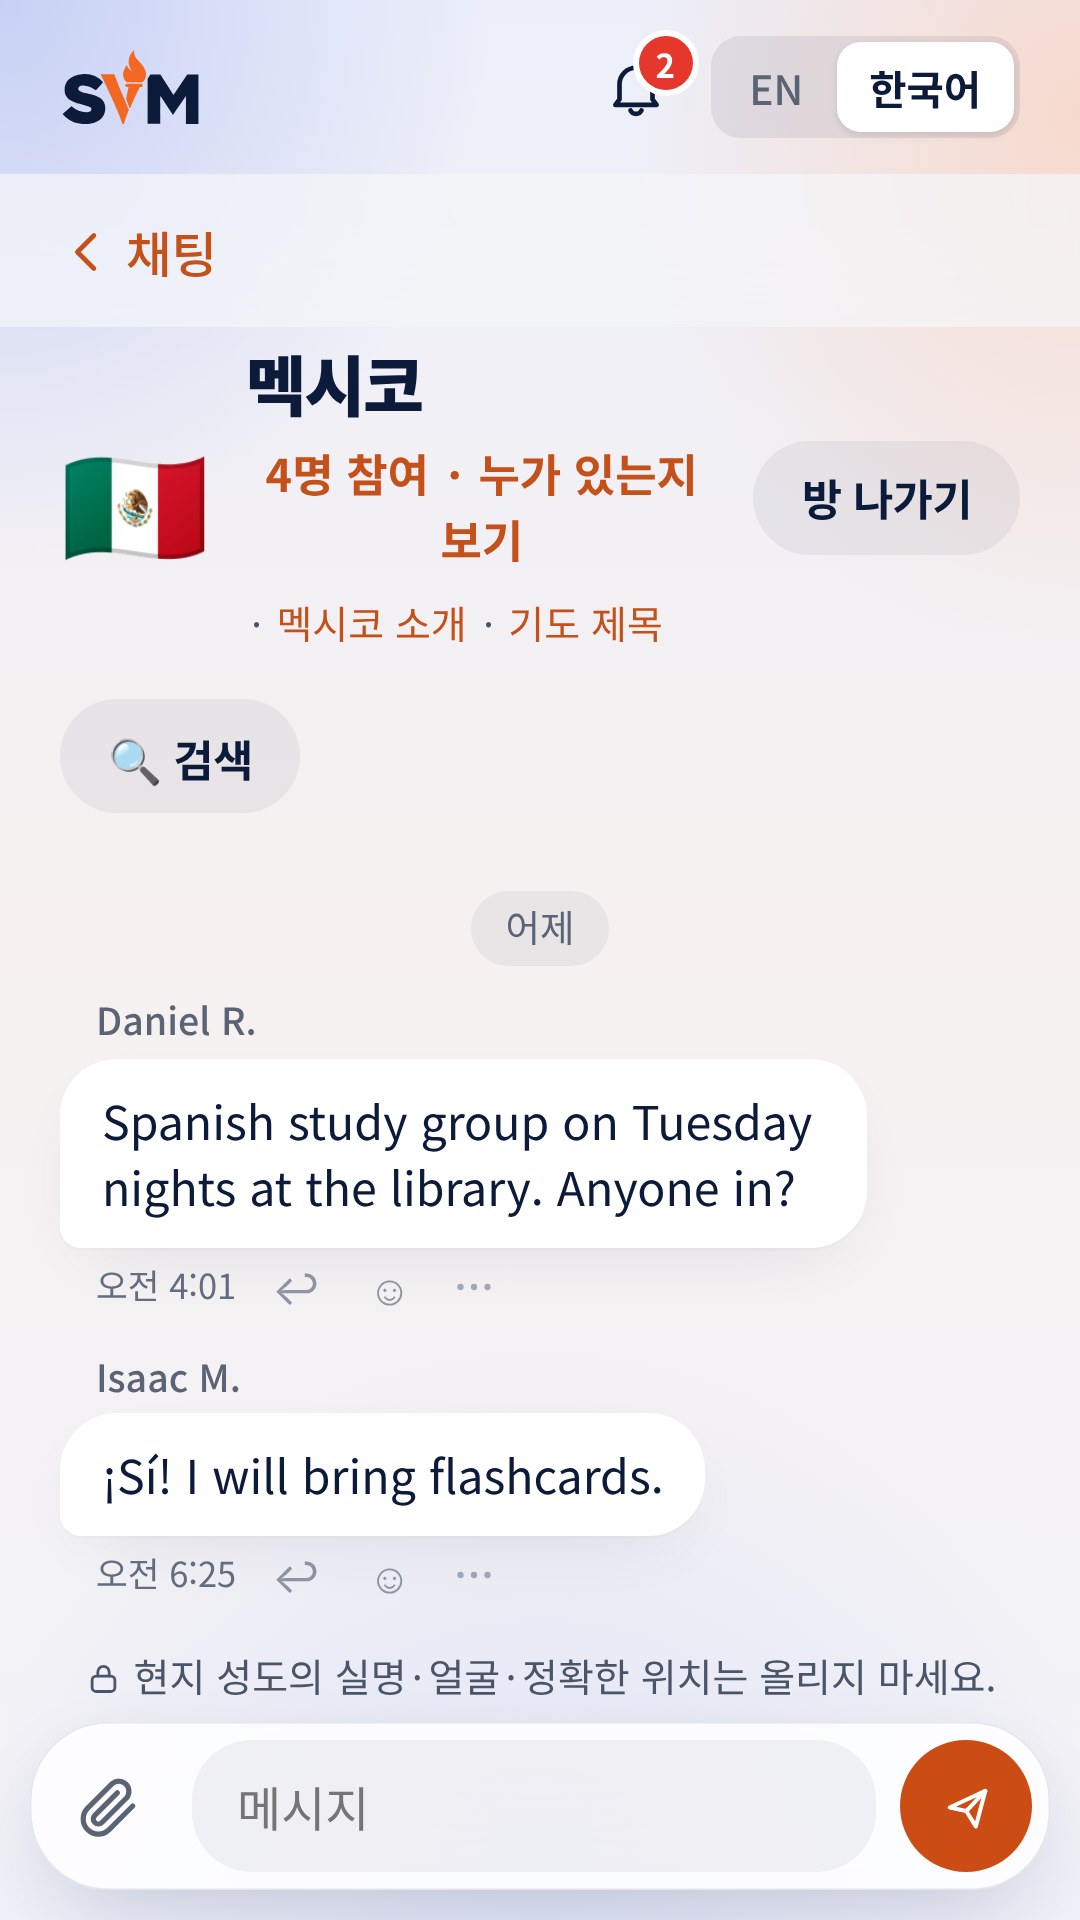 SVM
2
EN
한국어
채팅
멕시코
4명 참여 · 누가 있는지
보기
방 나가기
· 멕시코 소개 · 기도 제목
🔍 검색
어제
Daniel R.
Spanish study group on Tuesday
nights at the library. Anyone in?
오전 4:01
Isaac M.
¡Sí! I will bring flashcards.
오전 6:25
현지 성도의 실명·얼굴·정확한 위치는 올리지 마세요.
메시지